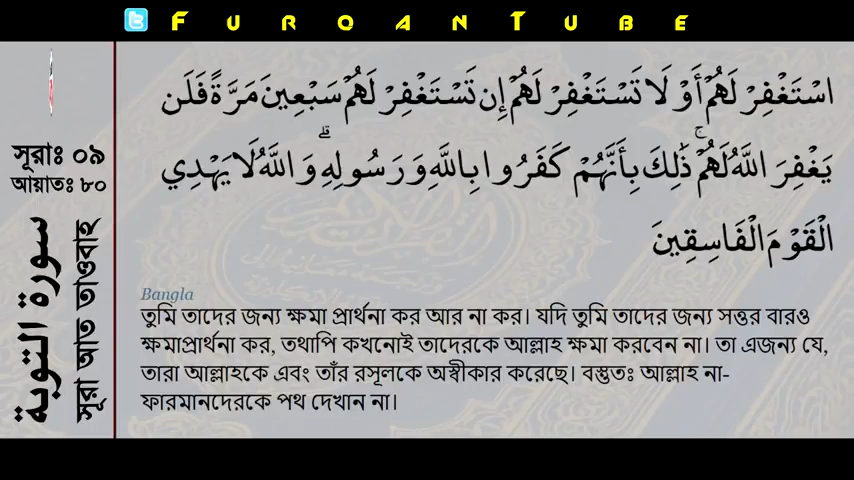 FurqanTube
اسْتَغْفِرْ لَهُمْ أَوْ لَا تَسْتَغْفِرْ لَهُمْ إِن تَسْتَغْفِرْ لَهُمْ سَبْعِينَ مَرَّةً فَلَن
يَغْفِرَ اللَّهُ لَهُمْ ۚ ذَٰلِكَ بِأَنَّهُمْ كَفَرُوا بِاللَّهِ وَرَسُولِهِ ۗ وَاللَّهُ لَا يَهْدِي
الْقَوْمَ الْفَاسِقِينَ
সূরাঃ ০৯
আয়াতঃ ৮০
سورة التوبة
সূরা আত তাওবাহ
Bangla
তুমি তাদের জন্য ক্ষমা প্রার্থনা কর আর না কর। যদি তুমি তাদের জন্য সত্তর বারও
ক্ষমাপ্রার্থনা কর, তথাপি কখনোই তাদেরকে আল্লাহ ক্ষমা করবেন না। তা এজন্য যে,
তারা আল্লাহকে এবং তাঁর রসূলকে অস্বীকার করেছে। বস্তুতঃ আল্লাহ না-
ফারমানদেরকে পথ দেখান না।